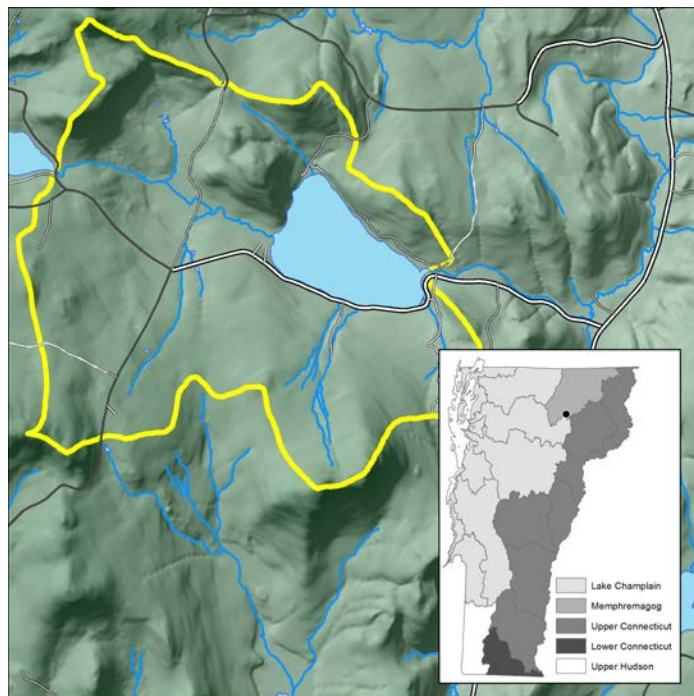 Lake Champlain
Memphremagog
Upper Connecticut
Lower Connecticut
Upper Hudson